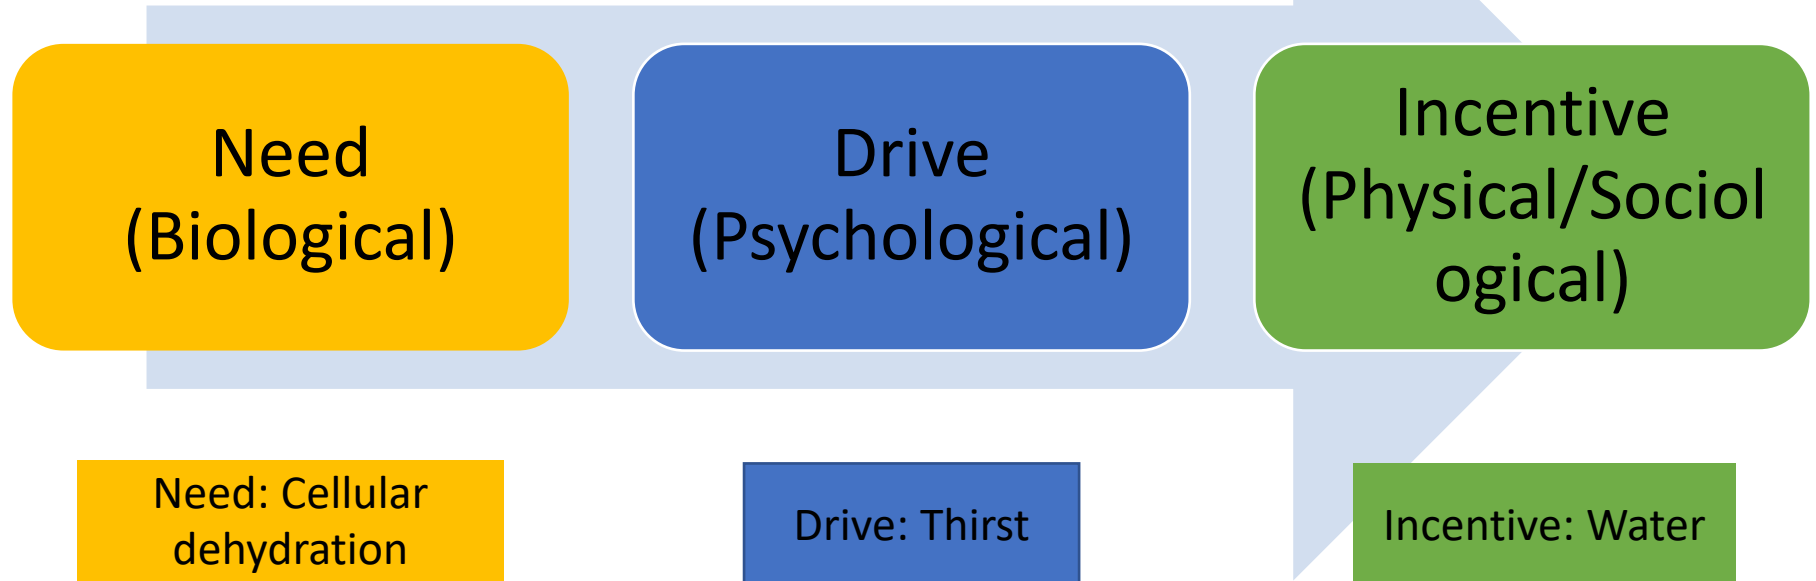 Need
(Biological)
Drive
(Psychological)
Incentive
(Physical/Sociol
ogical)
Need: Cellular
dehydration
Drive: Thirst
Incentive: Water